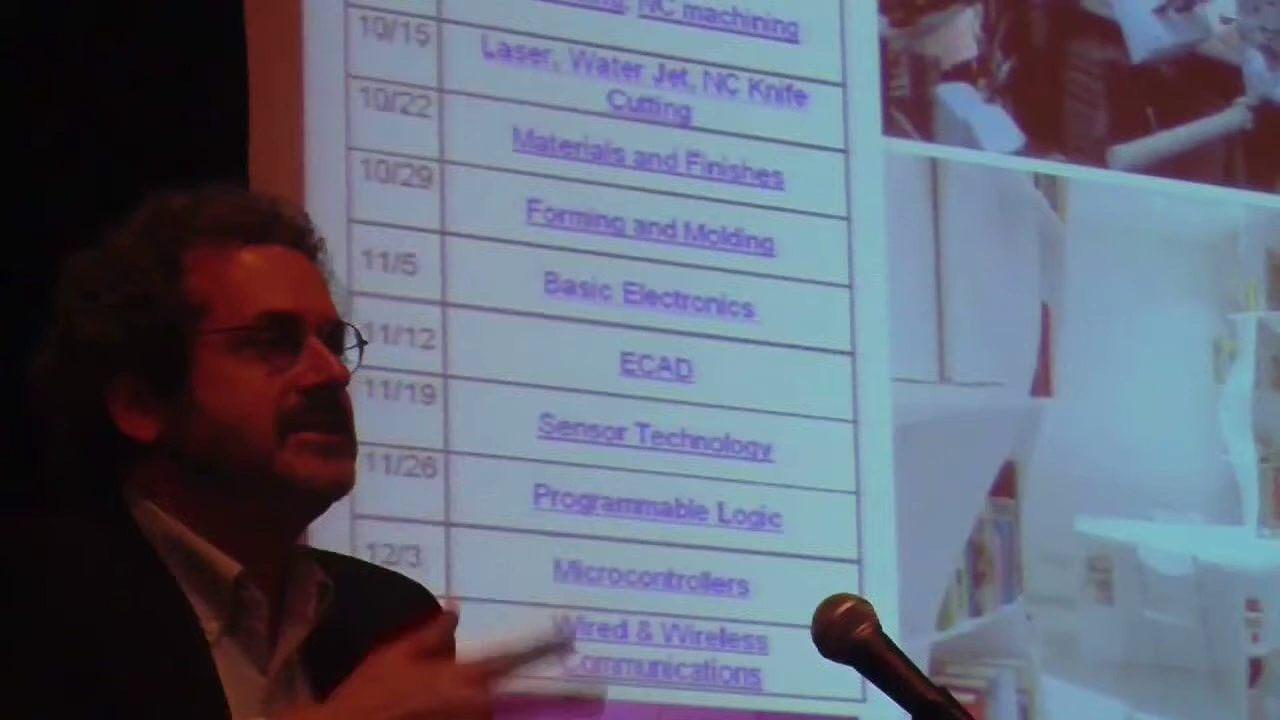 NC machining
10/15
Laser, Water Jet, NC Knife
Cutting
10/22
Materials and Finishes
10/29
Forming and Molding
11/5
Basic Electronics
11/12
ECAD
11/19
Sensor Technology
11/26
Programmable Logic
12/3
Microcontrollers
Wired & Wireless
Communications